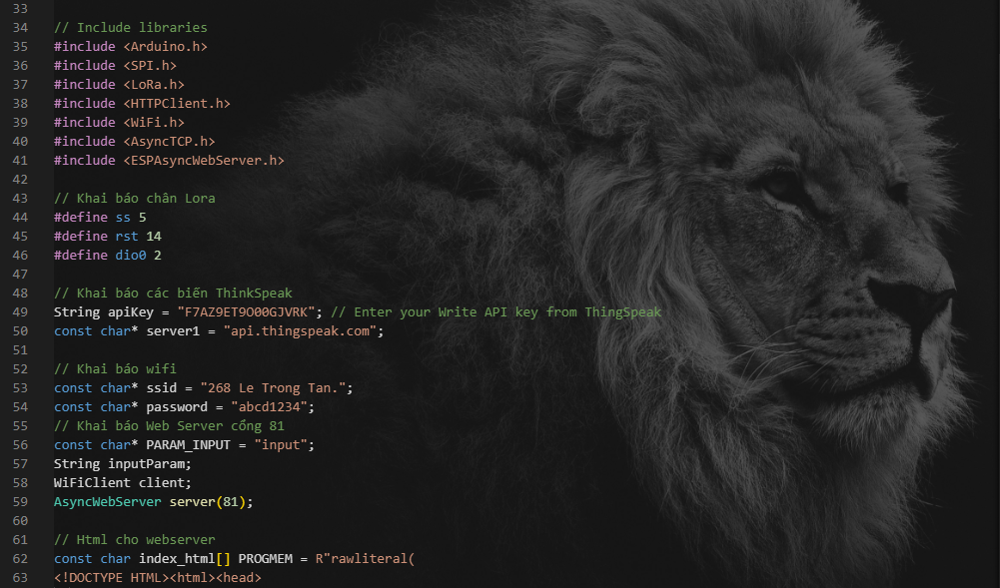 33
34 // Include libraries
35 #include <Arduino.h>
36 #include <SPI.h>
37 #include <LoRa.h>
38 #include <HTTPClient.h>
39 #include <WiFi.h>
40 #include <AsyncTCP.h>
41 #include <ESPAsyncWebServer.h>
42
43 // Khai báo chân Lora
44 #define ss 5
45 #define rst 14
46 #define dio0 2
47
48 // Khai báo các biến ThinkSpeak
49 String apiKey = "F7AZ9ET9O00GJVRK"; // Enter your Write API key from ThingSpeak
50 const char* server1 = "api.thingspeak.com";
51
52 // Khai báo wifi
53 const char* ssid = "268 Le Trong Tan.";
54 const char* password = "abcd1234";
55 // Khai báo Web Server cổng 81
56 const char* PARAM_INPUT = "input";
57 String inputParam;
58 WiFiClient client;
59 AsyncWebServer server(81);
60
61 // Html cho webserver
62 const char index_html[] PROGMEM = R"rawliteral(
63 <!DOCTYPE HTML><html><head>